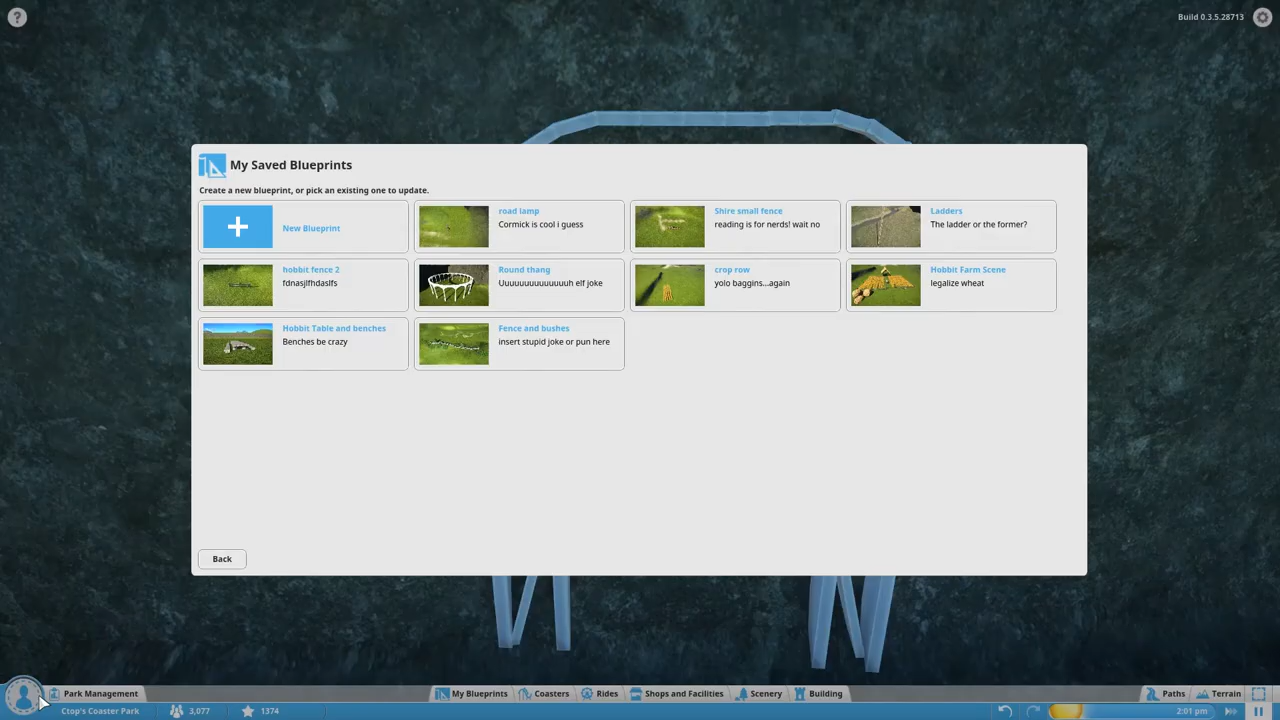 ?
Build 0.3.5.28713
My Saved Blueprints
Create a new blueprint, or pick an existing one to update.
New Blueprint
road lamp
Cormick is cool i guess
Shire small fence
reading is for nerds! wait no
Ladders
The ladder or the former?
hobbit fence 2
fdnasjlfhdaslfs
Round thang
Uuuuuuuuuuuuuh elf joke
crop row
yolo baggins...again
Hobbit Farm Scene
legalize wheat
Hobbit Table and benches
Benches be crazy
Fence and bushes
insert stupid joke or pun here
Back
Park Management
My Blueprints
Coasters
Rides
Shops and Facilities
Scenery
Building
Paths
Terrain
Ctop's Coaster Park
3,077
1374
2:01 pm